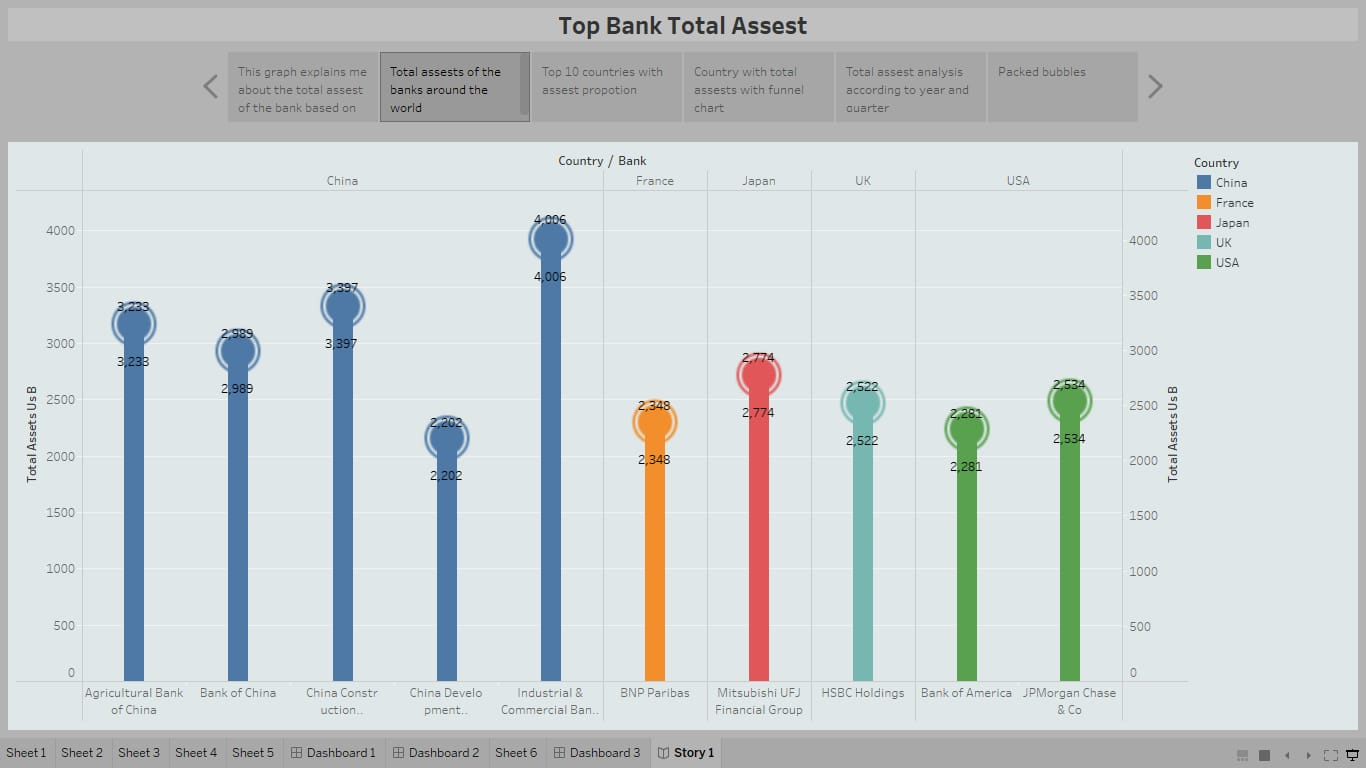 Top Bank Total Assest
This graph explains me
about the total assest
of the bank based on
Total assests of the
banks around the
world
Top 10 countries with
assest propotion
Country with total
assests with funnel
chart
Total assest analysis
according to year and
quarter
Packed bubbles
Country / Bank
China
France
Japan
UK
USA
Country
China
France
Japan
UK
USA
Total Assets Us B
4000
3500
3000
2500
2000
1500
1000
500
0
3,233
3,233
2,989
2,989
3,397
3,397
2,202
2,202
4,006
4,006
2,348
2,348
2,774
2,774
2,522
2,522
2,281
2,281
2,534
2,534
4000
3500
3000
2500
2000
1500
1000
500
0
Total Assets Us B
Agricultural Bank
of China
Bank of China
China Constr
uction..
China Develo
pment..
Industrial &
Commercial Ban..
BNP Paribas
Mitsubishi UFJ
Financial Group
HSBC Holdings
Bank of America
JPMorgan Chase
& Co
Sheet 1
Sheet 2
Sheet 3
Sheet 4
Sheet 5
Dashboard 1
Dashboard 2
Sheet 6
Dashboard 3
Story 1